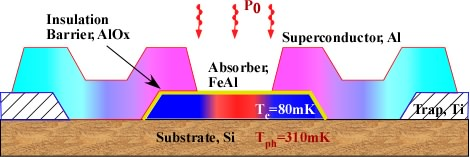 P0
Insulation
Barrier, AlOx
Superconductor, Al
Absorber,
FeAl
Te=80mK
Trap, Ti
Substrate, Si
Tph=310mK